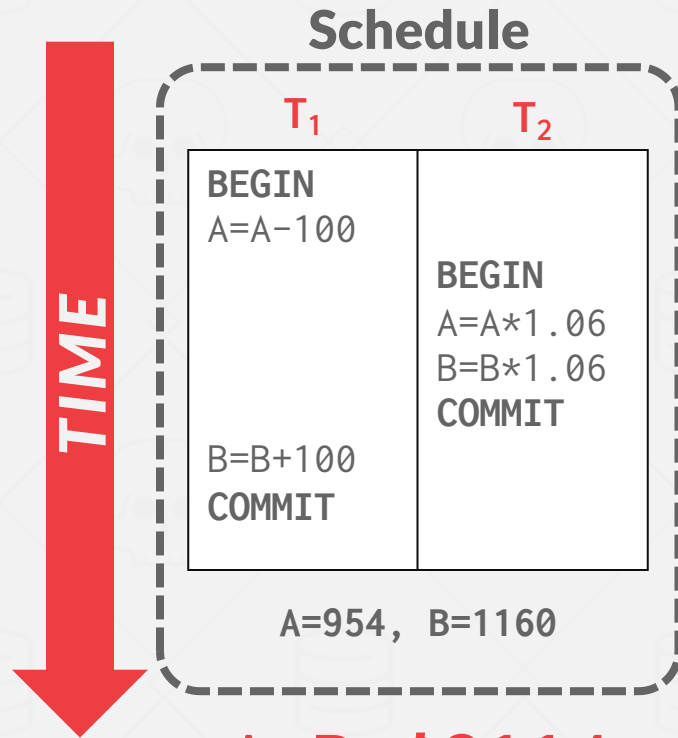 Schedule
T₁ T₂
BEGIN
A=A-100
BEGIN
A=A*1.06
B=B*1.06
COMMIT
B=B+100
COMMIT
TIME
A=954, B=1160